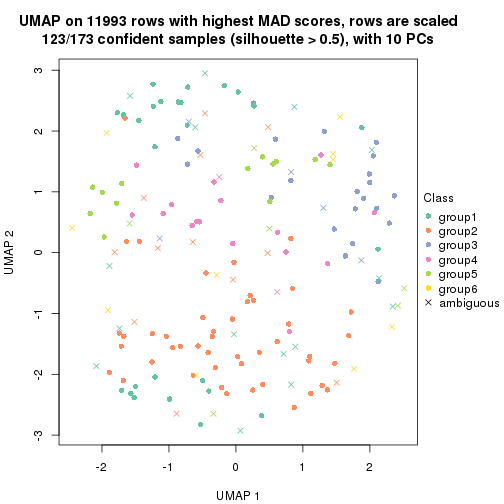 UMAP on 11993 rows with highest MAD scores, rows are scaled
123/173 confident samples (silhouette > 0.5), with 10 PCs
3
2
1
0
-1
-2
-3
UMAP 2
-2
-1
0
1
2
UMAP 1
Class
group1
group2
group3
group4
group5
group6
ambiguous